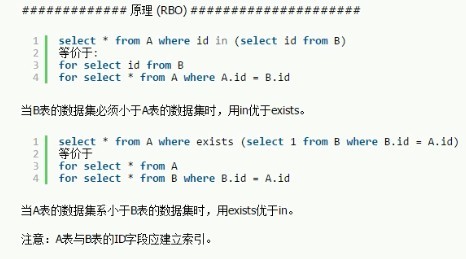 ############# 原理 (RBO) #####################
1 select * from A where id in (select id from B)
2 等价于:
3 for select id from B
4 for select * from A where A.id = B.id
当B表的数据集必须小于A表的数据集时，用in优于exists。
1 select * from A where exists (select 1 from B where B.id = A.id)
2 等价于
3 for select * from A
4 for select * from B where B.id = A.id
当A表的数据集系小于B表的数据集时，用exists优于in。
注意：A表与B表的ID字段应建立索引。